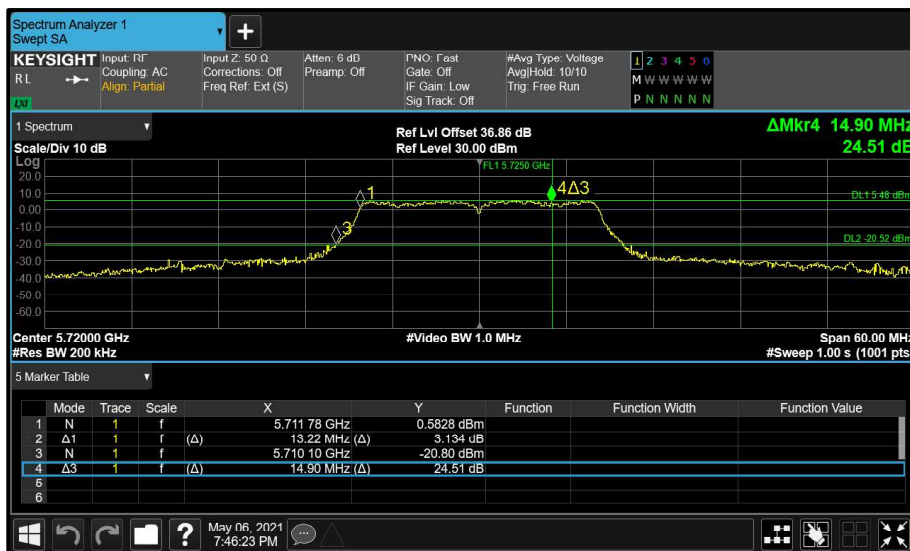 Spectrum Analyzer 1
Swept SA
+
KEYSIGHT Input: RF Input Z: 50 Ω Atten: 6 dB PNO: Fast #Avg Type: Voltage 1 2 3 4 5 6
RL Coupling: AC Corrections: Off Preamp: Off Gate: Off Avg|Hold: 10/10 M W W W W W
Align: Partial Freq Ref: Ext (S) IF Gain: Low Trig: Free Run
LXI Sig Track: Off P N N N N N
1 Spectrum Ref Lvl Offset 36.86 dB ΔMkr4 14.90 MHz
Scale/Div 10 dB Ref Level 30.00 dBm 24.51 dB
Log
FL1 5.7250 GHz
20.0
10.0 1 4Δ3 DL1 5.48 dBm
0.00
-10.0 3
-20.0 DL2 -20.52 dBm
-30.0
-40.0
-50.0
-60.0
Center 5.72000 GHz #Video BW 1.0 MHz Span 60.00 MHz
#Res BW 200 kHz #Sweep 1.00 s (1001 pts
5 Marker Table
Mode Trace Scale X Y Function Function Width Function Value
1 N 1 f 5.711 78 GHz 0.5828 dBm
2 Δ1 1 f (Δ) 13.22 MHz (Δ) 3.134 dB
3 N 1 f 5.710 10 GHz -20.80 dBm
4 Δ3 1 f (Δ) 14.90 MHz (Δ) 24.51 dB
5
6
? May 06, 2021
7:46:23 PM